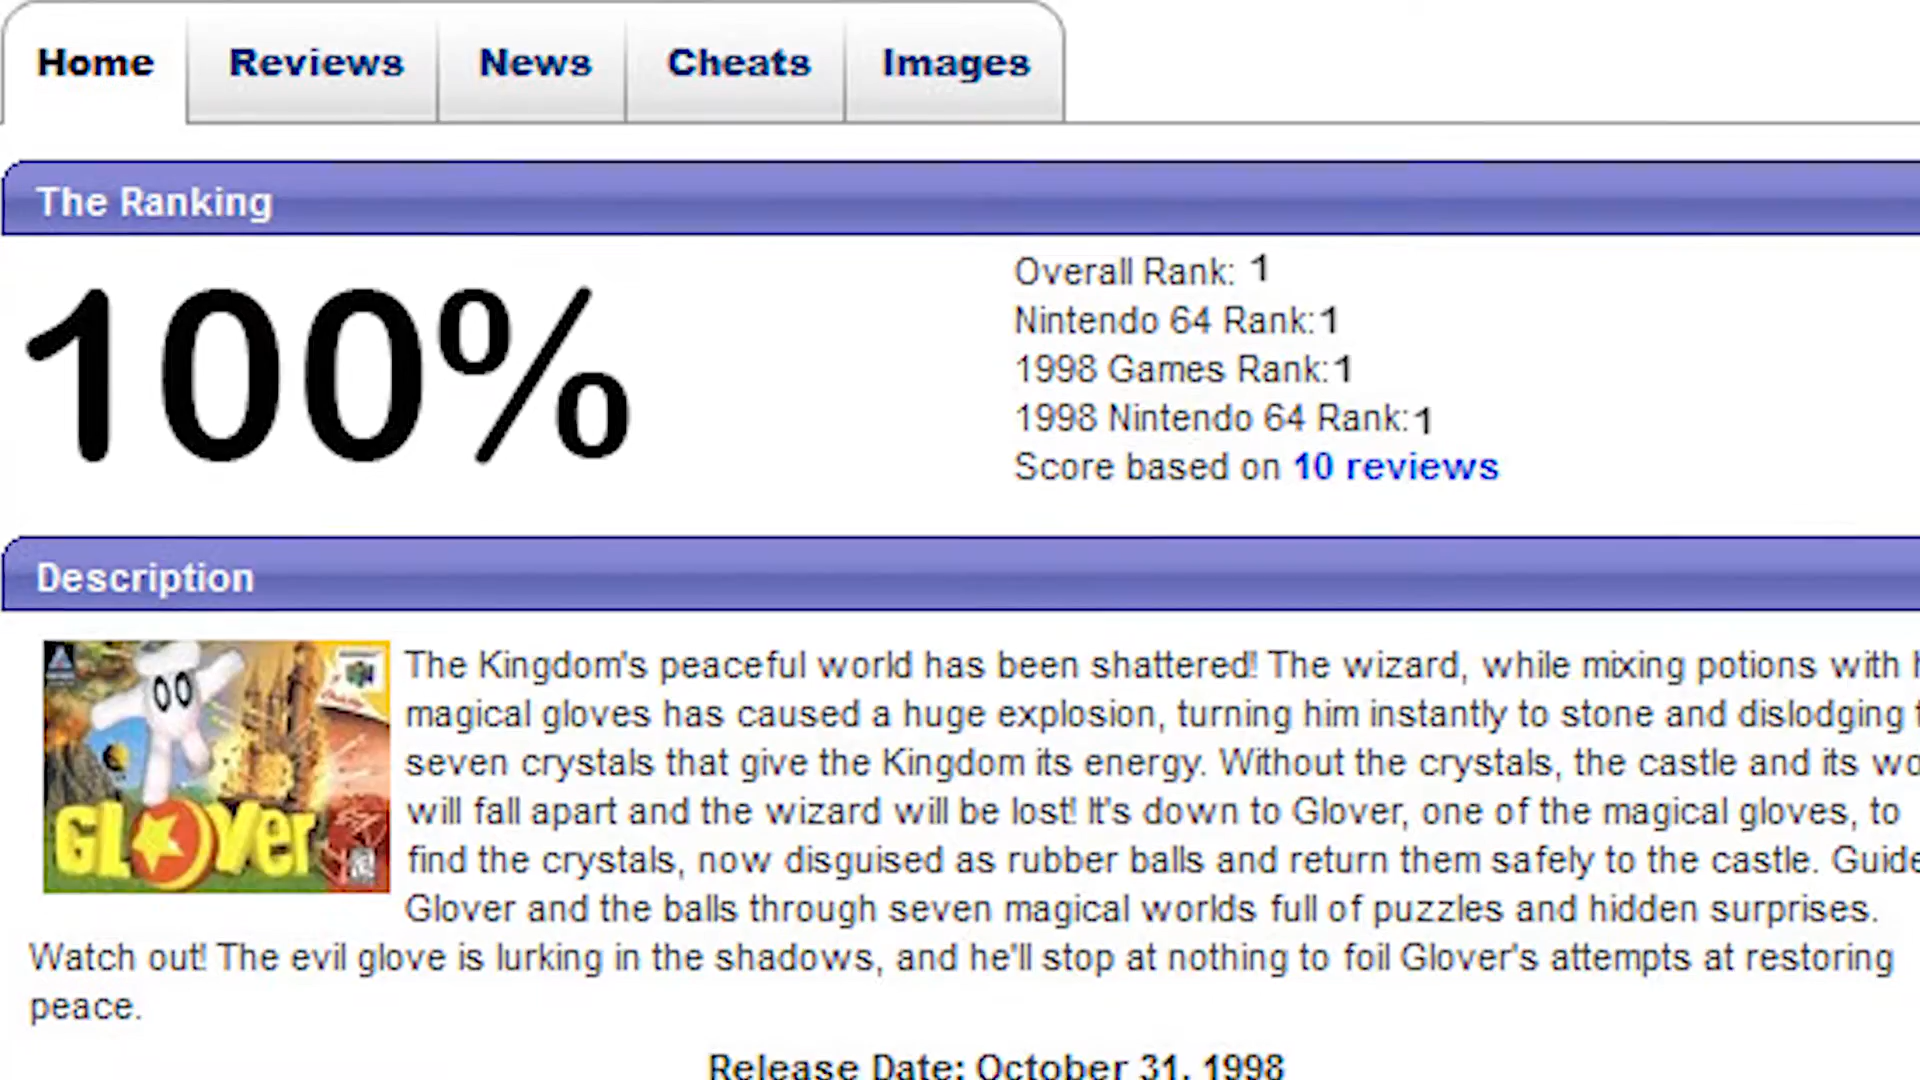 Home Reviews News Cheats Images
The Ranking
100%
Overall Rank: 1
Nintendo 64 Rank:1
1998 Games Rank:1
1998 Nintendo 64 Rank:1
Score based on 10 reviews
Description
GLOVER
The Kingdom's peaceful world has been shattered! The wizard, while mixing potions with
magical gloves has caused a huge explosion, turning him instantly to stone and dislodging
seven crystals that give the Kingdom its energy. Without the crystals, the castle and its
will fall apart and the wizard will be lost! It's down to Glover, one of the magical gloves, to
find the crystals, now disguised as rubber balls and return them safely to the castle. Guide
Glover and the balls through seven magical worlds full of puzzles and hidden surprises.
Watch out! The evil glove is lurking in the shadows, and he'll stop at nothing to foil Glover's attempts at restoring
peace.
Release Date: October 31, 1998